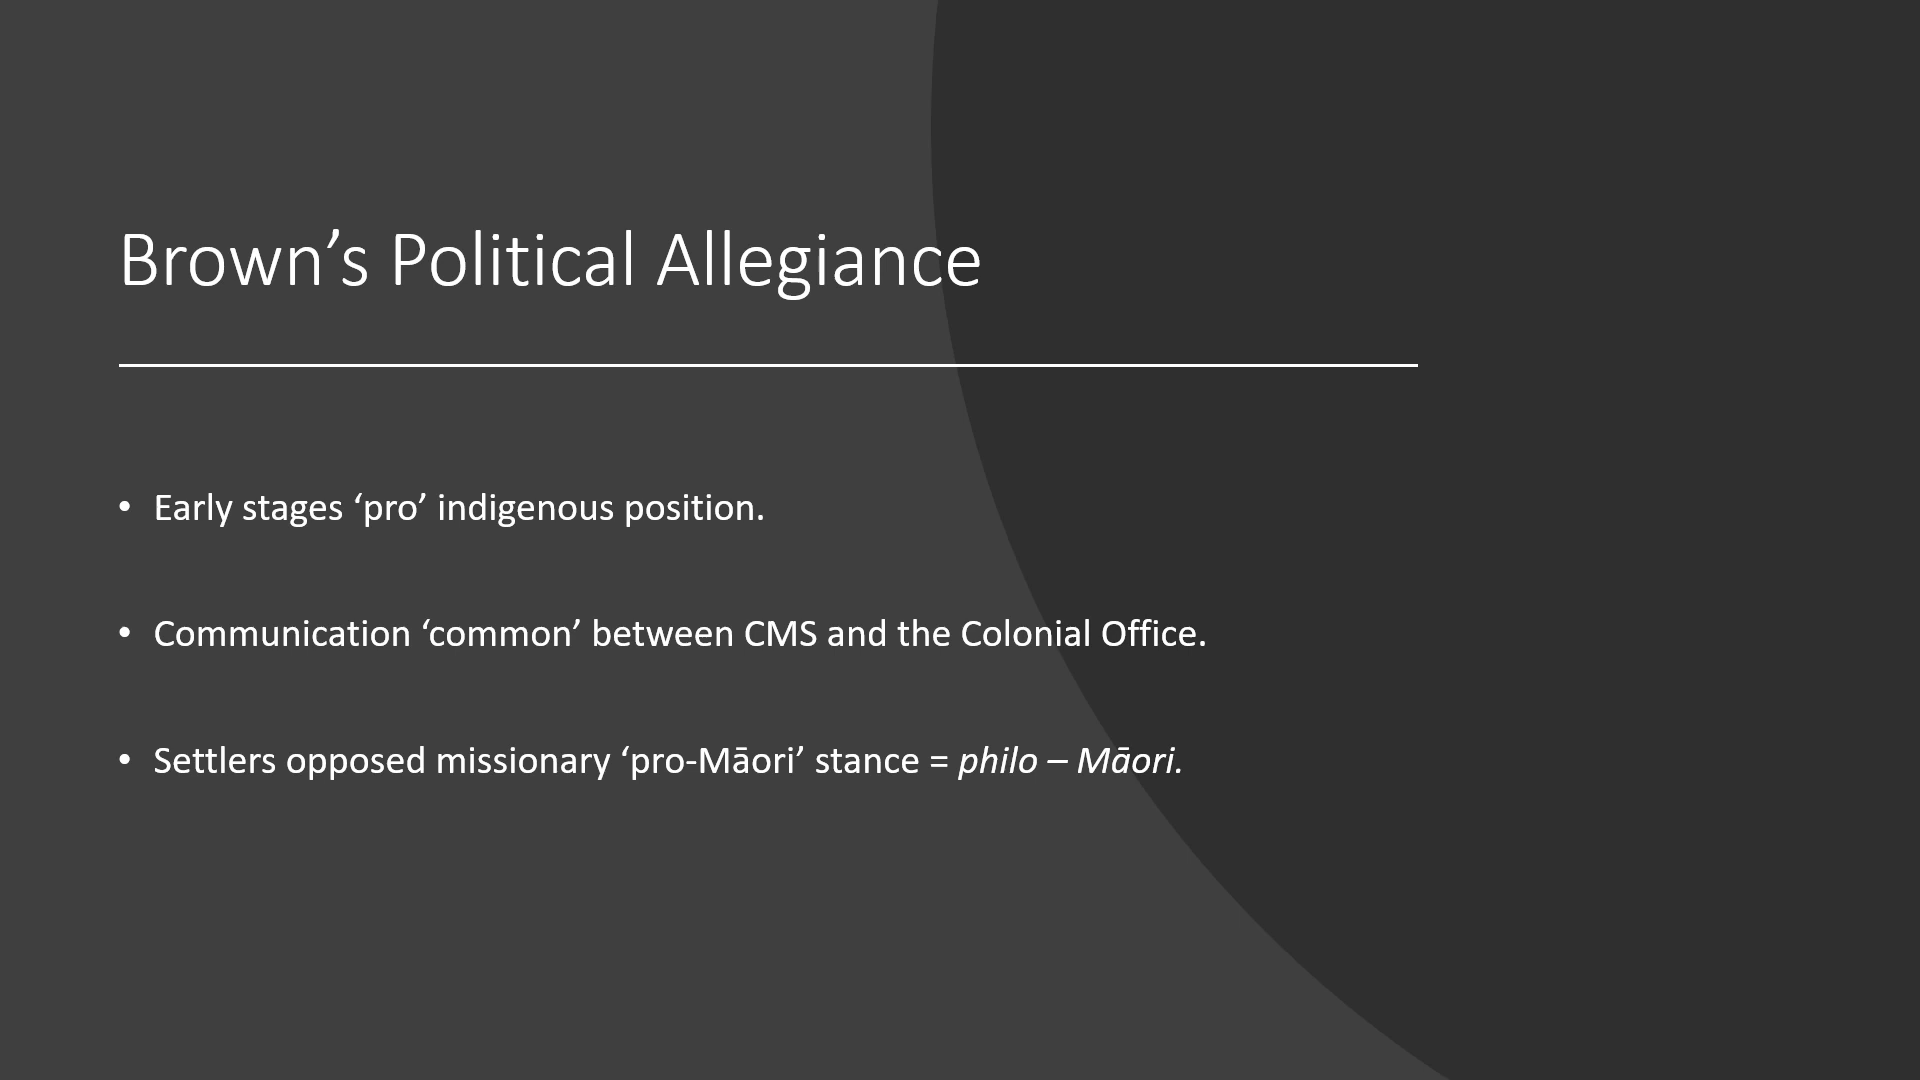 Brown’s Political Allegiance
• Early stages ‘pro’ indigenous position.
• Communication ‘common’ between CMS and the Colonial Office.
• Settlers opposed missionary ‘pro-Māori’ stance = philo – Māori.